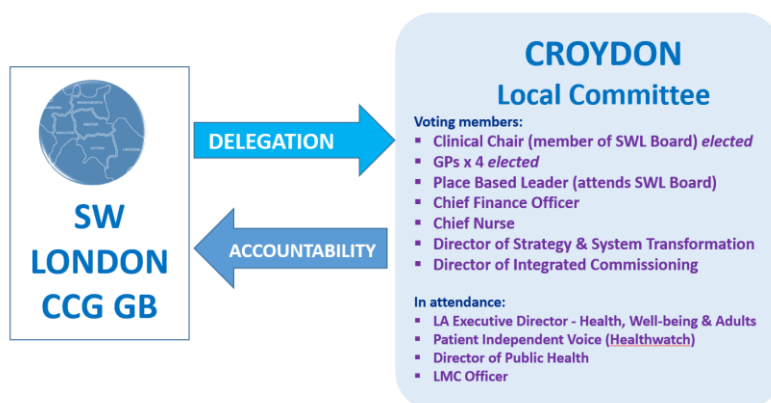 SW
LONDON
CCG GB
DELEGATION
ACCOUNTABILITY
CROYDON
Local Committee
Voting members:
▪ Clinical Chair (member of SWL Board) elected
▪ GPs x 4 elected
▪ Place Based Leader (attends SWL Board)
▪ Chief Finance Officer
▪ Chief Nurse
▪ Director of Strategy & System Transformation
▪ Director of Integrated Commissioning
In attendance:
▪ LA Executive Director - Health, Well-being & Adults
▪ Patient Independent Voice (Healthwatch)
▪ Director of Public Health
▪ LMC Officer